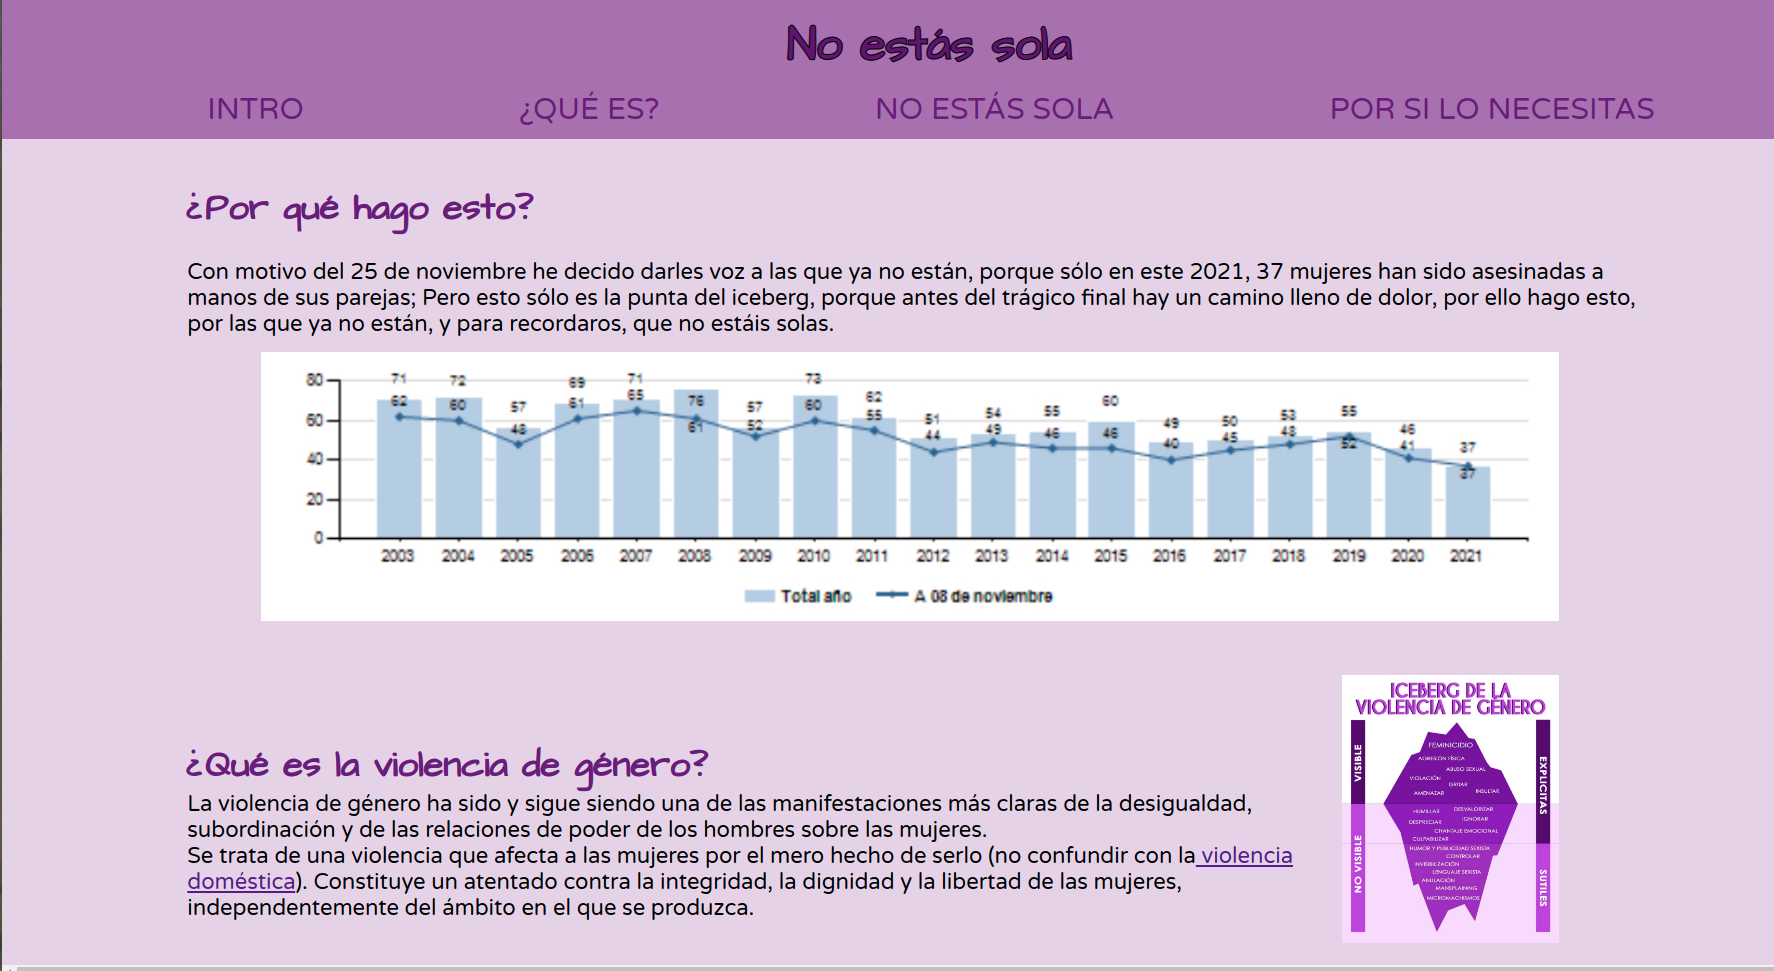 No estás sola
INTRO ¿QUÉ ES? NO ESTÁS SOLA POR SI LO NECESITAS
¿Por qué hago esto?
Con motivo del 25 de noviembre he decido darles voz a las que ya no están, porque sólo en este 2021, 37 mujeres han sido asesinadas a
manos de sus parejas; Pero esto sólo es la punta del iceberg, porque antes del trágico final hay un camino lleno de dolor, por ello hago esto,
por las que ya no están, y para recordaros, que no estáis solas.
80
60
40
20
0
71 72 57 69 71 76 57 73 62 51 54 55 60 49 50 53 55 46 37
62 60 48 61 65 61 52 60 55 44 49 46 46 40 45 48 52 41 37
2003 2004 2005 2006 2007 2008 2009 2010 2011 2012 2013 2014 2015 2016 2017 2018 2019 2020 2021
Total año A 08 de noviembre
¿Qué es la violencia de género?
La violencia de género ha sido y sigue siendo una de las manifestaciones más claras de la desigualdad,
subordinación y de las relaciones de poder de los hombres sobre las mujeres.
Se trata de una violencia que afecta a las mujeres por el mero hecho de serlo (no confundir con la violencia
doméstica). Constituye un atentado contra la integridad, la dignidad y la libertad de las mujeres,
independientemente del ámbito en el que se produzca.
ICEBERG DE LA
VIOLENCIA DE GÉNERO
VISIBLE
NO VISIBLE
EXPLICITAS
SUTILES
FEMINICIDIO
AGRESIÓN FÍSICA
ABUSO SEXUAL
VIOLACIÓN
GRITAR
AMENAZAR
INSULTAR
HUMILLAR
DESVALORIZAR
DESPRECIAR
IGNORAR
CHANTAJE EMOCIONAL
CULPABILIZAR
HUMOR Y PUBLICIDAD SEXISTA
CONTROLAR
INVISIBILIZACIÓN
LENGUAJE SEXISTA
ANULACIÓN
MANSPLAINING
MICROMACHISMOS